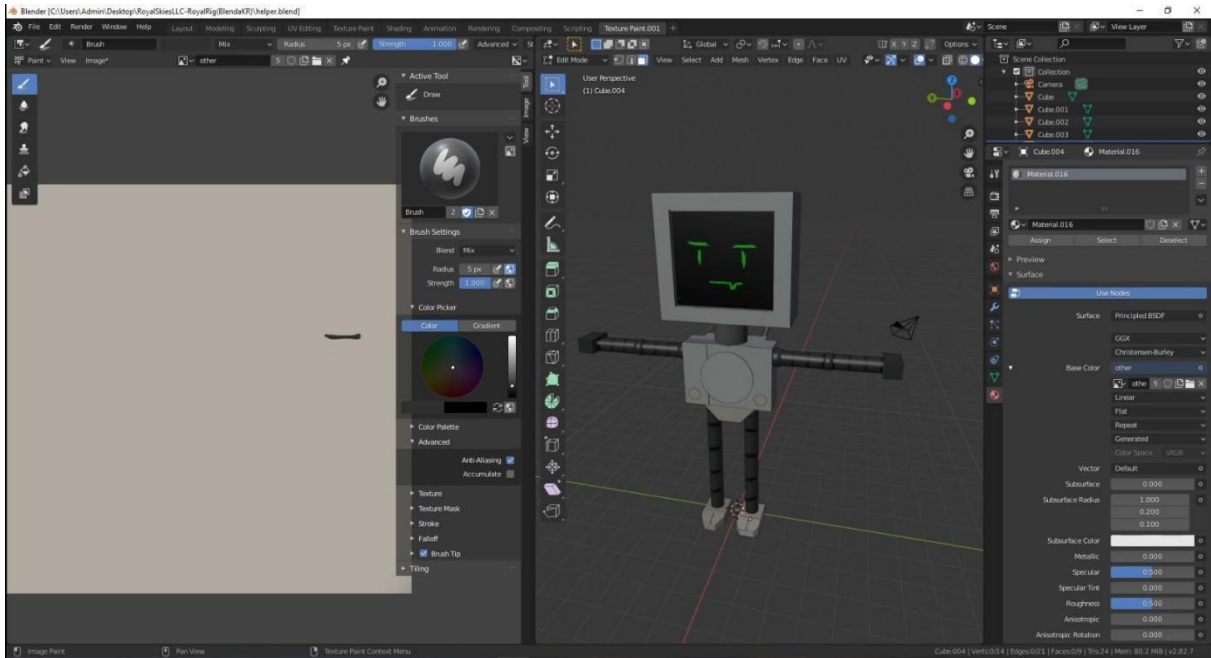 Blender [C:\Users\Admin\Desktop\RoyalSkiesLLC-RoyalRig(BlendaKR)\helper.blend]
File Edit Render Window Help Layout Modeling Sculpting UV Editing Texture Paint Shading Animation Rendering Compositing Scripting Texture Paint.001 + Scene View Layer
Brush Mix Radius 5 px Strength 1.000 Advanced Global Options
Paint View Image* other 5 Edit Mode View Select Add Mesh Vertex Edge Face UV
X Y Z
Active Tool
Draw
Brushes
Brush 2
Brush Settings
Blend Mix
Radius 5 px
Strength 1.000
Color Picker
Color Gradient
Color Palette
Advanced
Anti-Aliasing
Accumulate
Texture
Texture Mask
Stroke
Falloff
Brush Tip
Tiling
Tool
Image
View
User Perspective
(1) Cube.004
Scene Collection
Collection
Camera
Cube
Cube.001
Cube.002
Cube.003
Cube.004 Material.016
Material.016
Material.016
Assign Select Deselect
Preview
Surface
Use Nodes
Surface Principled BSDF
GGX
Christensen-Burley
Base Color other
othe 5
Linear
Flat
Repeat
Generated
Color Space sRGB
Vector Default
Subsurface 0.000
Subsurface Radius 1.000
0.200
0.100
Subsurface Color
Metallic 0.000
Specular 0.500
Specular Tint 0.000
Roughness 0.500
Anisotropic 0.000
Anisotropic Rotation 0.000
Image Paint Pan View Texture Paint Context Menu Cube.004 | Verts:0/14 | Edges:0/21 | Faces:0/9 | Tris:24 | Mem: 80.2 MiB | v2.82.7